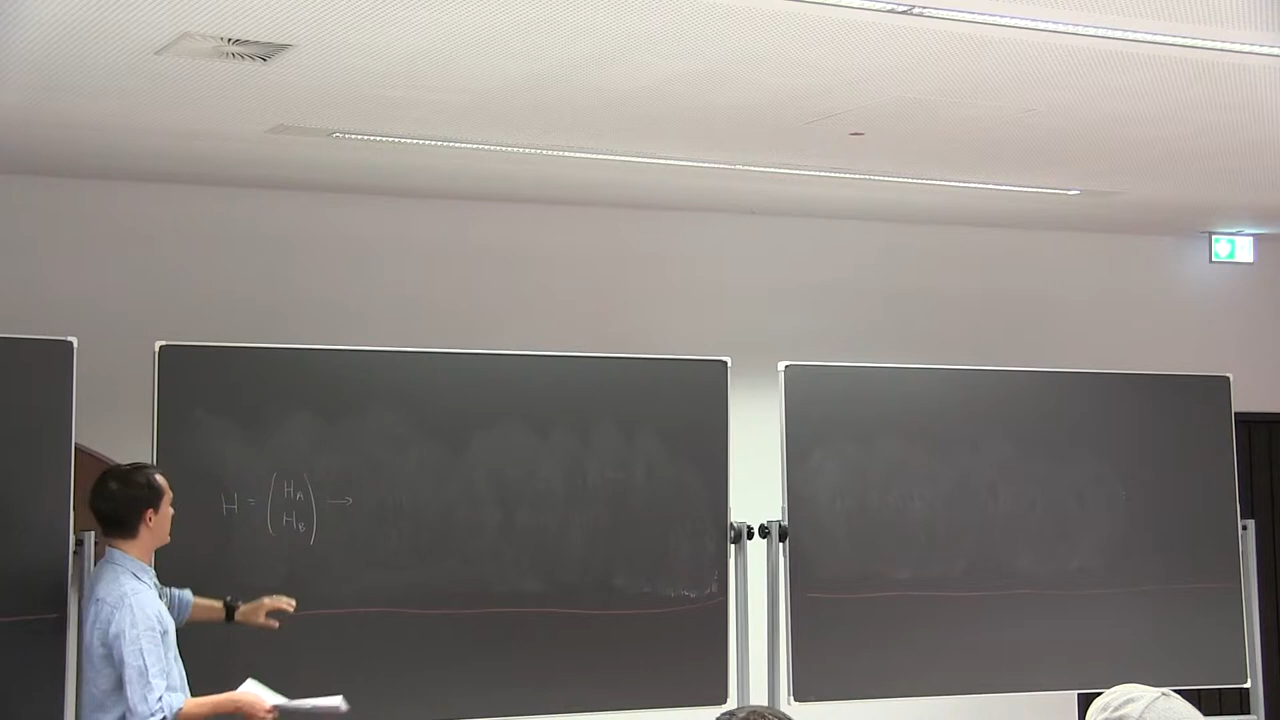 H = ( H_A
H_B ) →